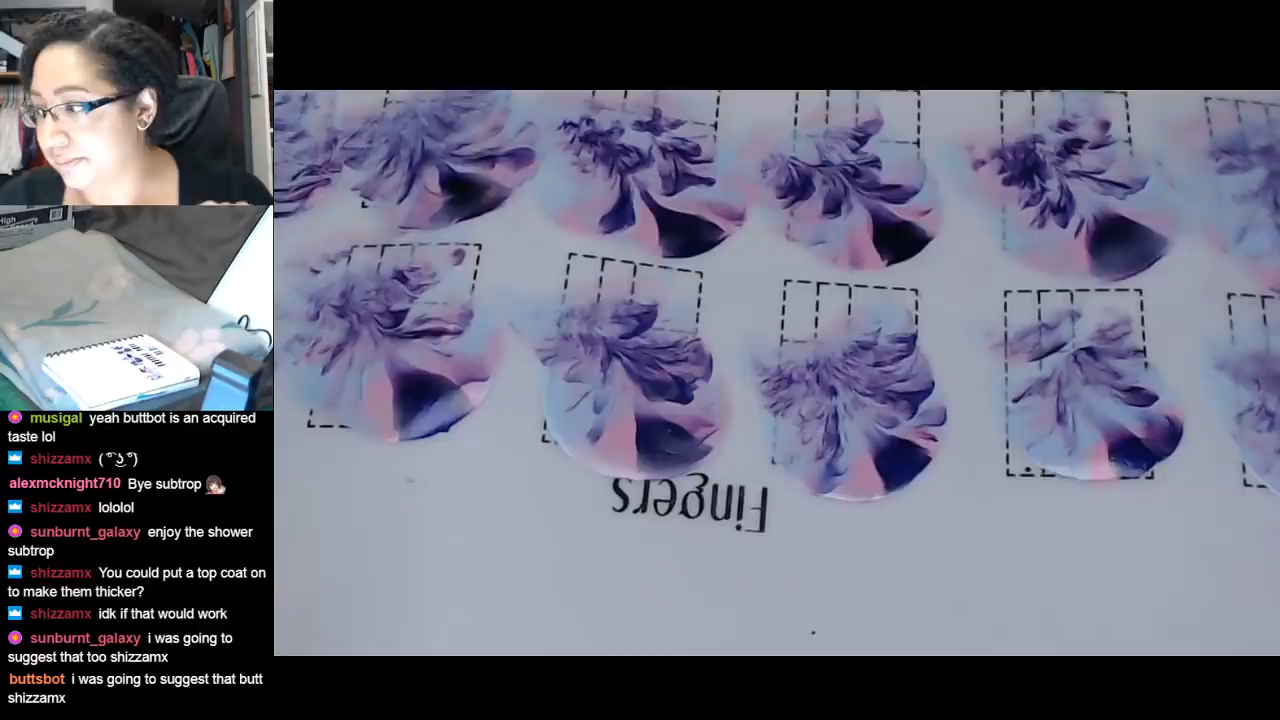 High
musigal yeah buttbot is an acquired
taste lol
shizzamx ( ͡° ͜ʖ ͡°)
alexmcknight710 Bye subtrop
shizzamx lololol
sunburnt_galaxy enjoy the shower
subtrop
shizzamx You could put a top coat on
to make them thicker?
shizzamx idk if that would work
sunburnt_galaxy i was going to
suggest that too shizzamx
buttsbot i was going to suggest that butt
shizzamx
Fingers